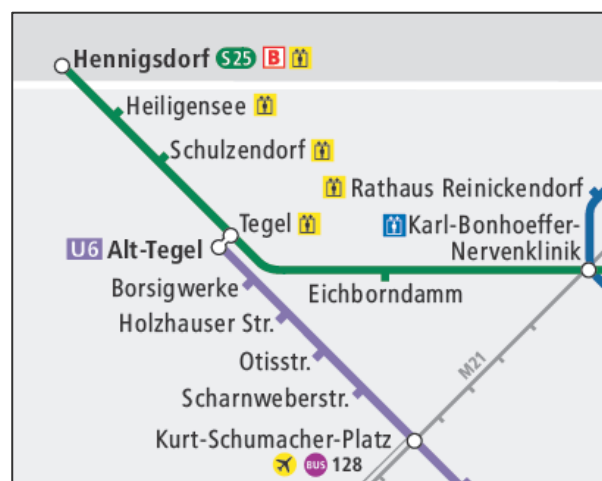 Hennigsdorf S25 B
Heiligensee
Schulzendorf
Rathaus Reinickendorf
Tegel
Karl-Bonhoeffer-
Nervenklinik
U6 Alt-Tegel
Borsigwerke
Eichborndamm
Holzhauser Str.
Otisstr.
M21
Scharnweberstr.
Kurt-Schumacher-Platz
BUS 128